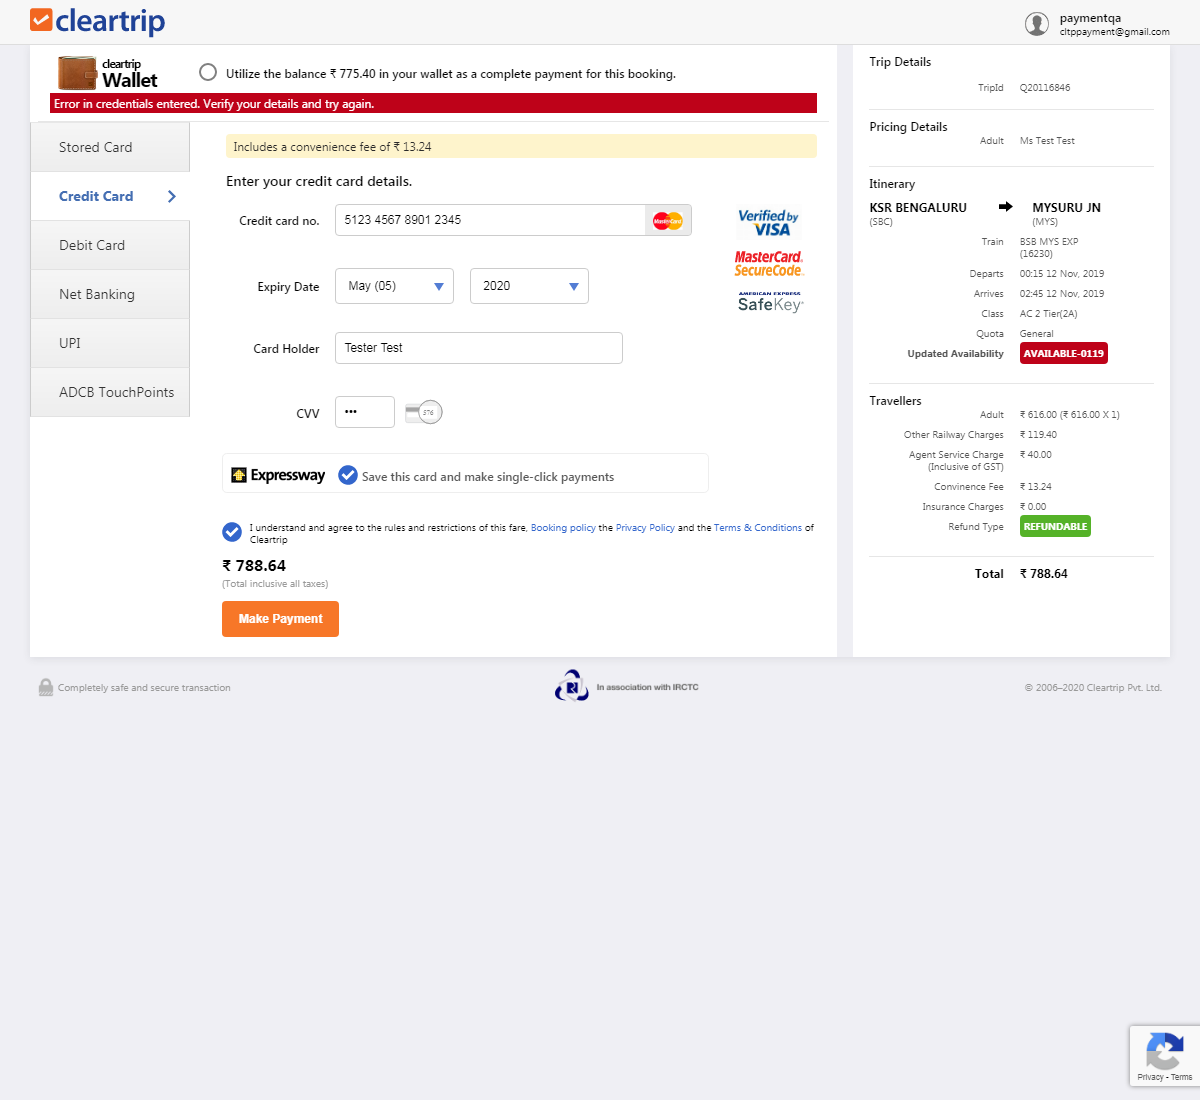 cleartrip
paymentqa
cltppayment@gmail.com
cleartrip
Wallet
Utilize the balance ₹ 775.40 in your wallet as a complete payment for this booking.
Error in credentials entered. Verify your details and try again.
Stored Card
Credit Card
Debit Card
Net Banking
UPI
ADCB TouchPoints
Includes a convenience fee of ₹ 13.24
Enter your credit card details.
Credit card no.
5123 4567 8901 2345
MasterCard
Expiry Date
May (05)
2020
Card Holder
Tester Test
CVV
•••
376
Verified by
VISA
MasterCard.
SecureCode.
AMERICAN EXPRESS
SafeKey
Expressway
Save this card and make single-click payments
I understand and agree to the rules and restrictions of this fare, Booking policy the Privacy Policy and the Terms & Conditions of
Cleartrip
₹ 788.64
(Total inclusive all taxes)
Make Payment
Trip Details
TripId Q20116846
Pricing Details
Adult Ms Test Test
Itinerary
KSR BENGALURU MYSURU JN
(SBC) (MYS)
Train BSB MYS EXP
(16230)
Departs 00:15 12 Nov, 2019
Arrives 02:45 12 Nov, 2019
Class AC 2 Tier(2A)
Quota General
Updated Availability AVAILABLE-0119
Travellers
Adult ₹ 616.00 (₹ 616.00 X 1)
Other Railway Charges ₹ 119.40
Agent Service Charge ₹ 40.00
(Inclusive of GST)
Convinence Fee ₹ 13.24
Insurance Charges ₹ 0.00
Refund Type REFUNDABLE
Total ₹ 788.64
Completely safe and secure transaction
In association with IRCTC
© 2006–2020 Cleartrip Pvt. Ltd.
Privacy - Terms